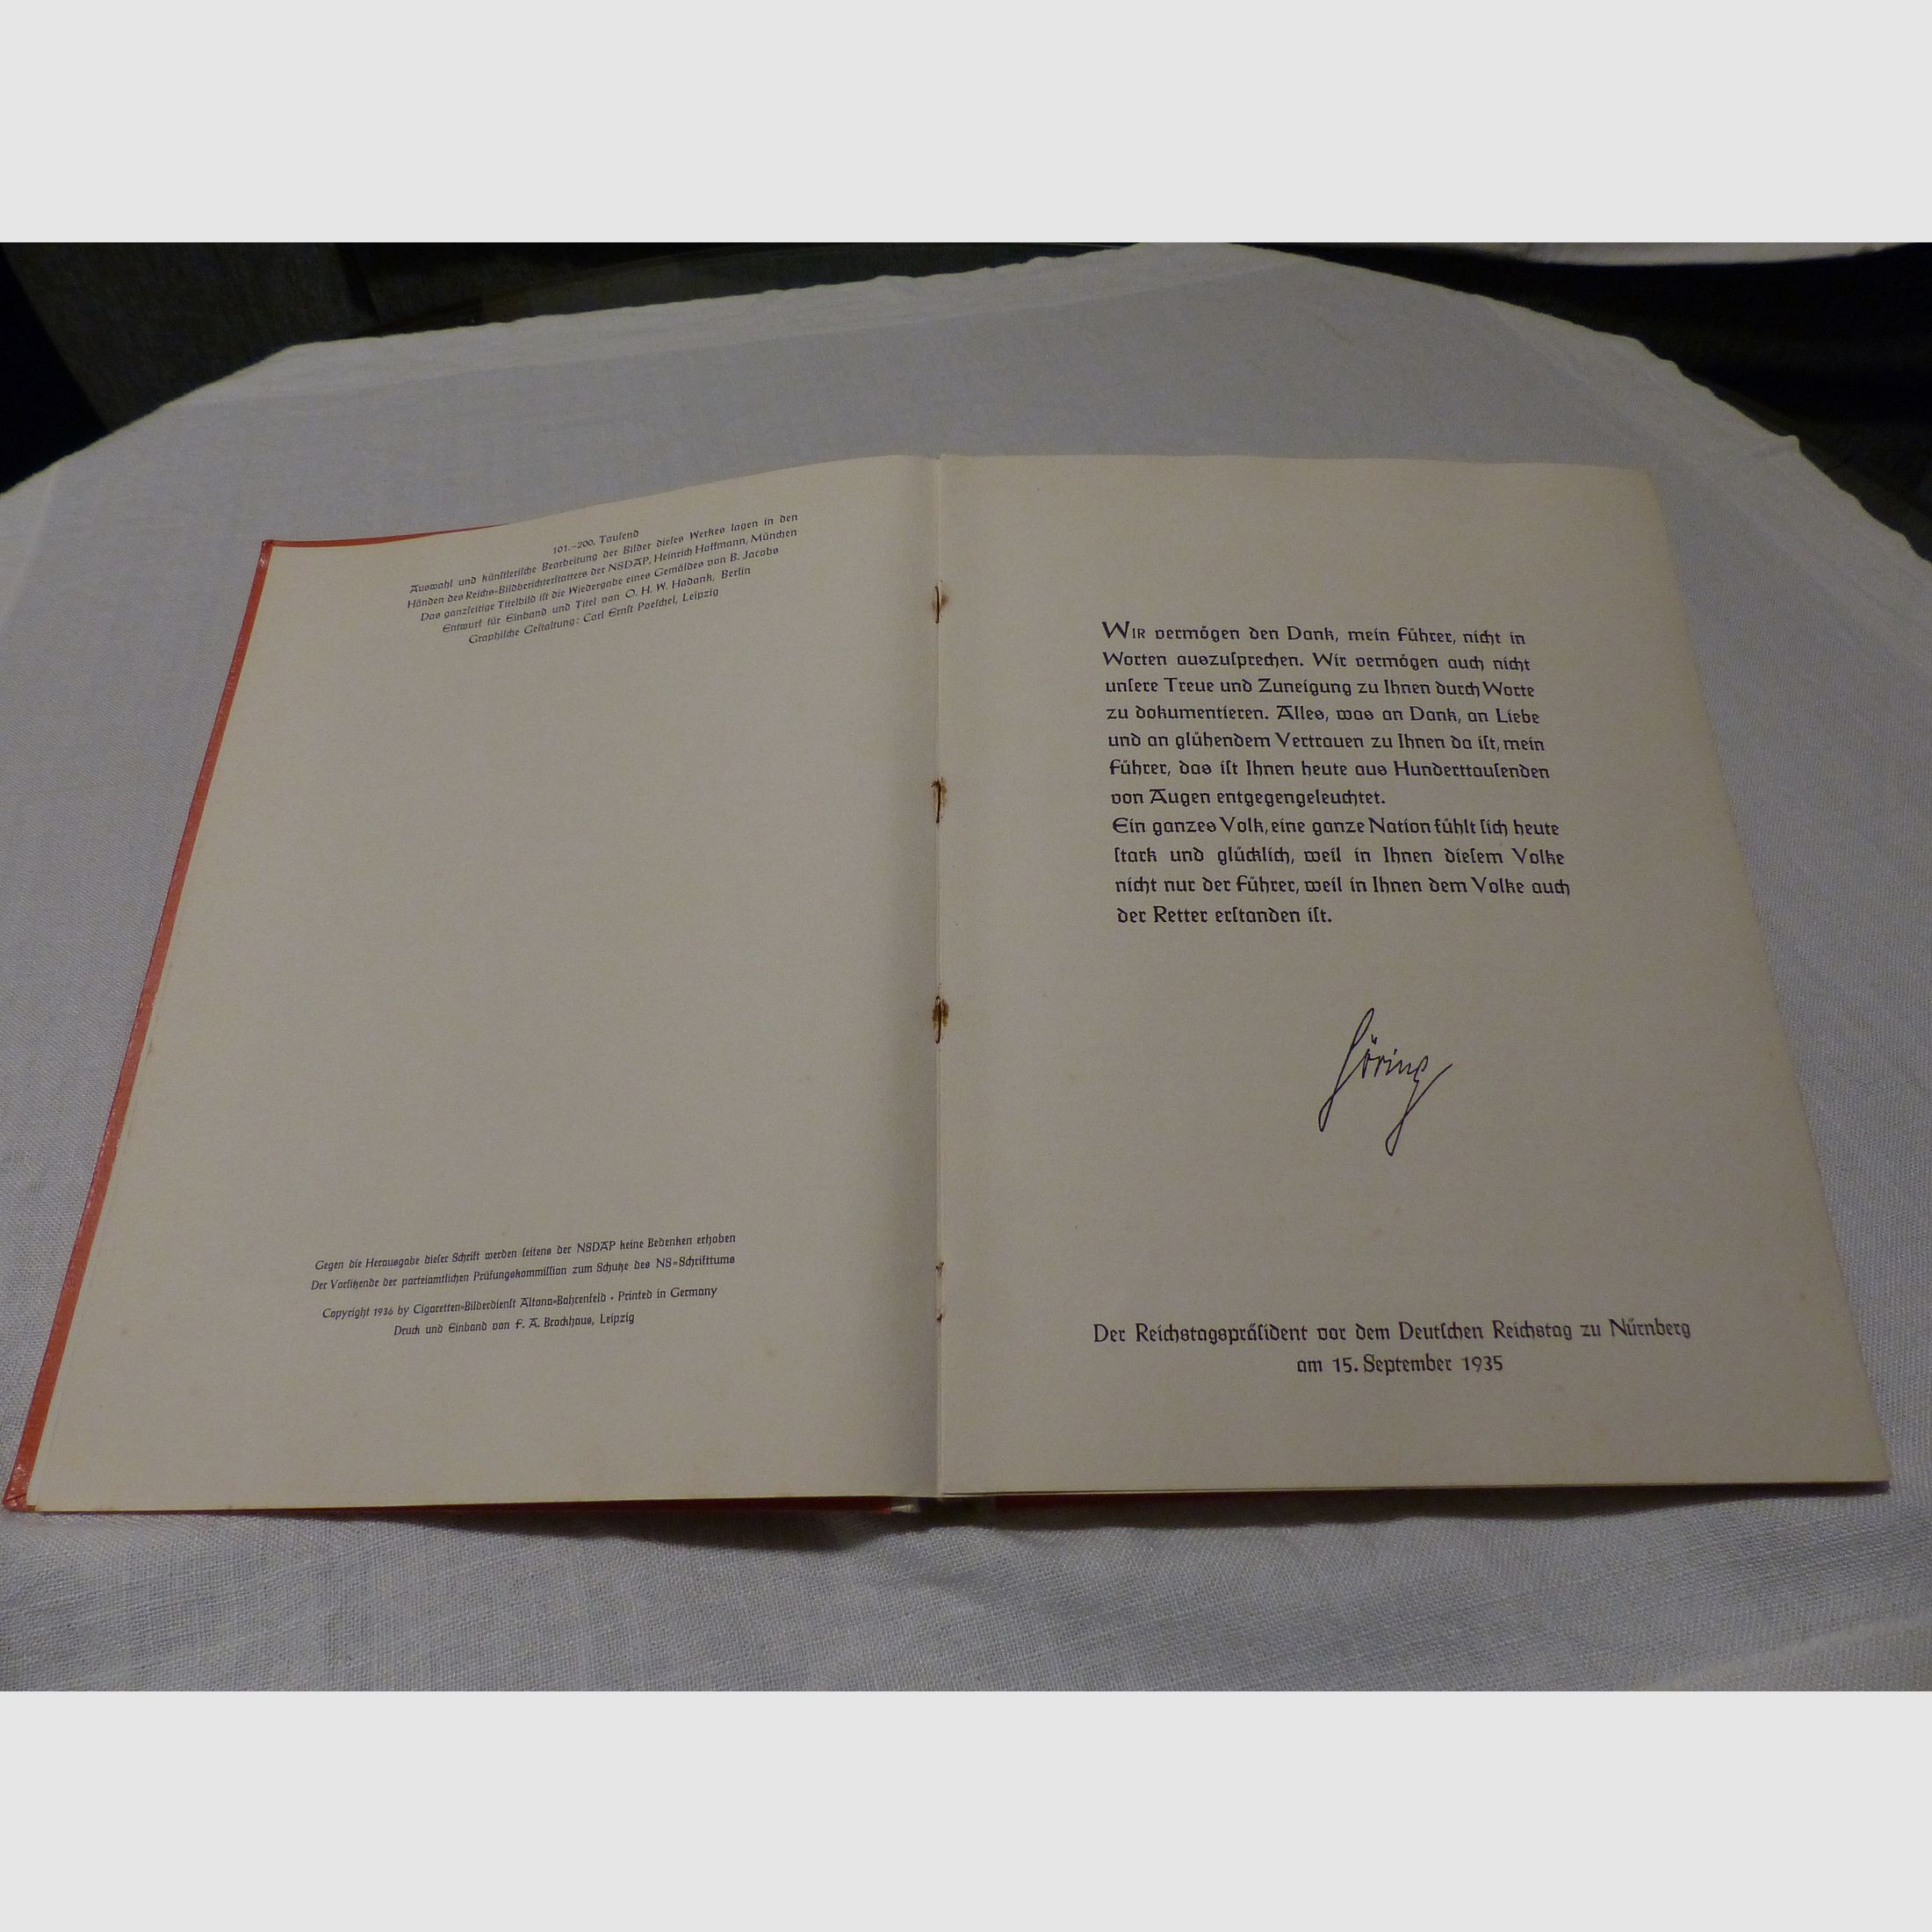 101.–200. Tauſend
Auswahl und künſtleriſche Bearbeitung der Bilder dieſes Werkes lagen in den
Händen des Reichs-Bildberichterſtatters der NSDAP, Heinrich Hoffmann, München
Das ganzſeitige Titelbild iſt die Wiedergabe eines Gemäldes von B. Jacobs
Entwurf für Einband und Titel von O. H. W. Hadank, Berlin
Graphiſche Geſtaltung: Carl Ernſt Poeſchel, Leipzig
Gegen die Herausgabe dieſer Schrift werden ſeitens der NSDAP keine Bedenken erhoben
Der Vorſitzende der parteiamtlichen Prüfungskommiſſion zum Schutze des NS-Schrifttums
Copyright 1936 by Cigaretten-Bilderdienſt Altona-Bahrenfeld · Printed in Germany
Druck und Einband von F. A. Brockhaus, Leipzig
WIR vermögen den Dank, mein Führer, nicht in
Worten auszuſprechen. Wir vermögen auch nicht
unſere Treue und Zuneigung zu Ihnen durch Worte
zu dokumentieren. Alles, was an Dank, an Liebe
und an glühendem Vertrauen zu Ihnen da iſt, mein
Führer, das iſt Ihnen heute aus Hunderttauſenden
von Augen entgegengeleuchtet.
Ein ganzes Volk, eine ganze Nation fühlt ſich heute
ſtark und glücklich, weil in Ihnen dieſem Volke
nicht nur der Führer, weil in Ihnen dem Volke auch
der Retter erſtanden iſt.
Göring
Der Reichstagspräſident vor dem Deutſchen Reichstag zu Nürnberg
am 15. September 1935